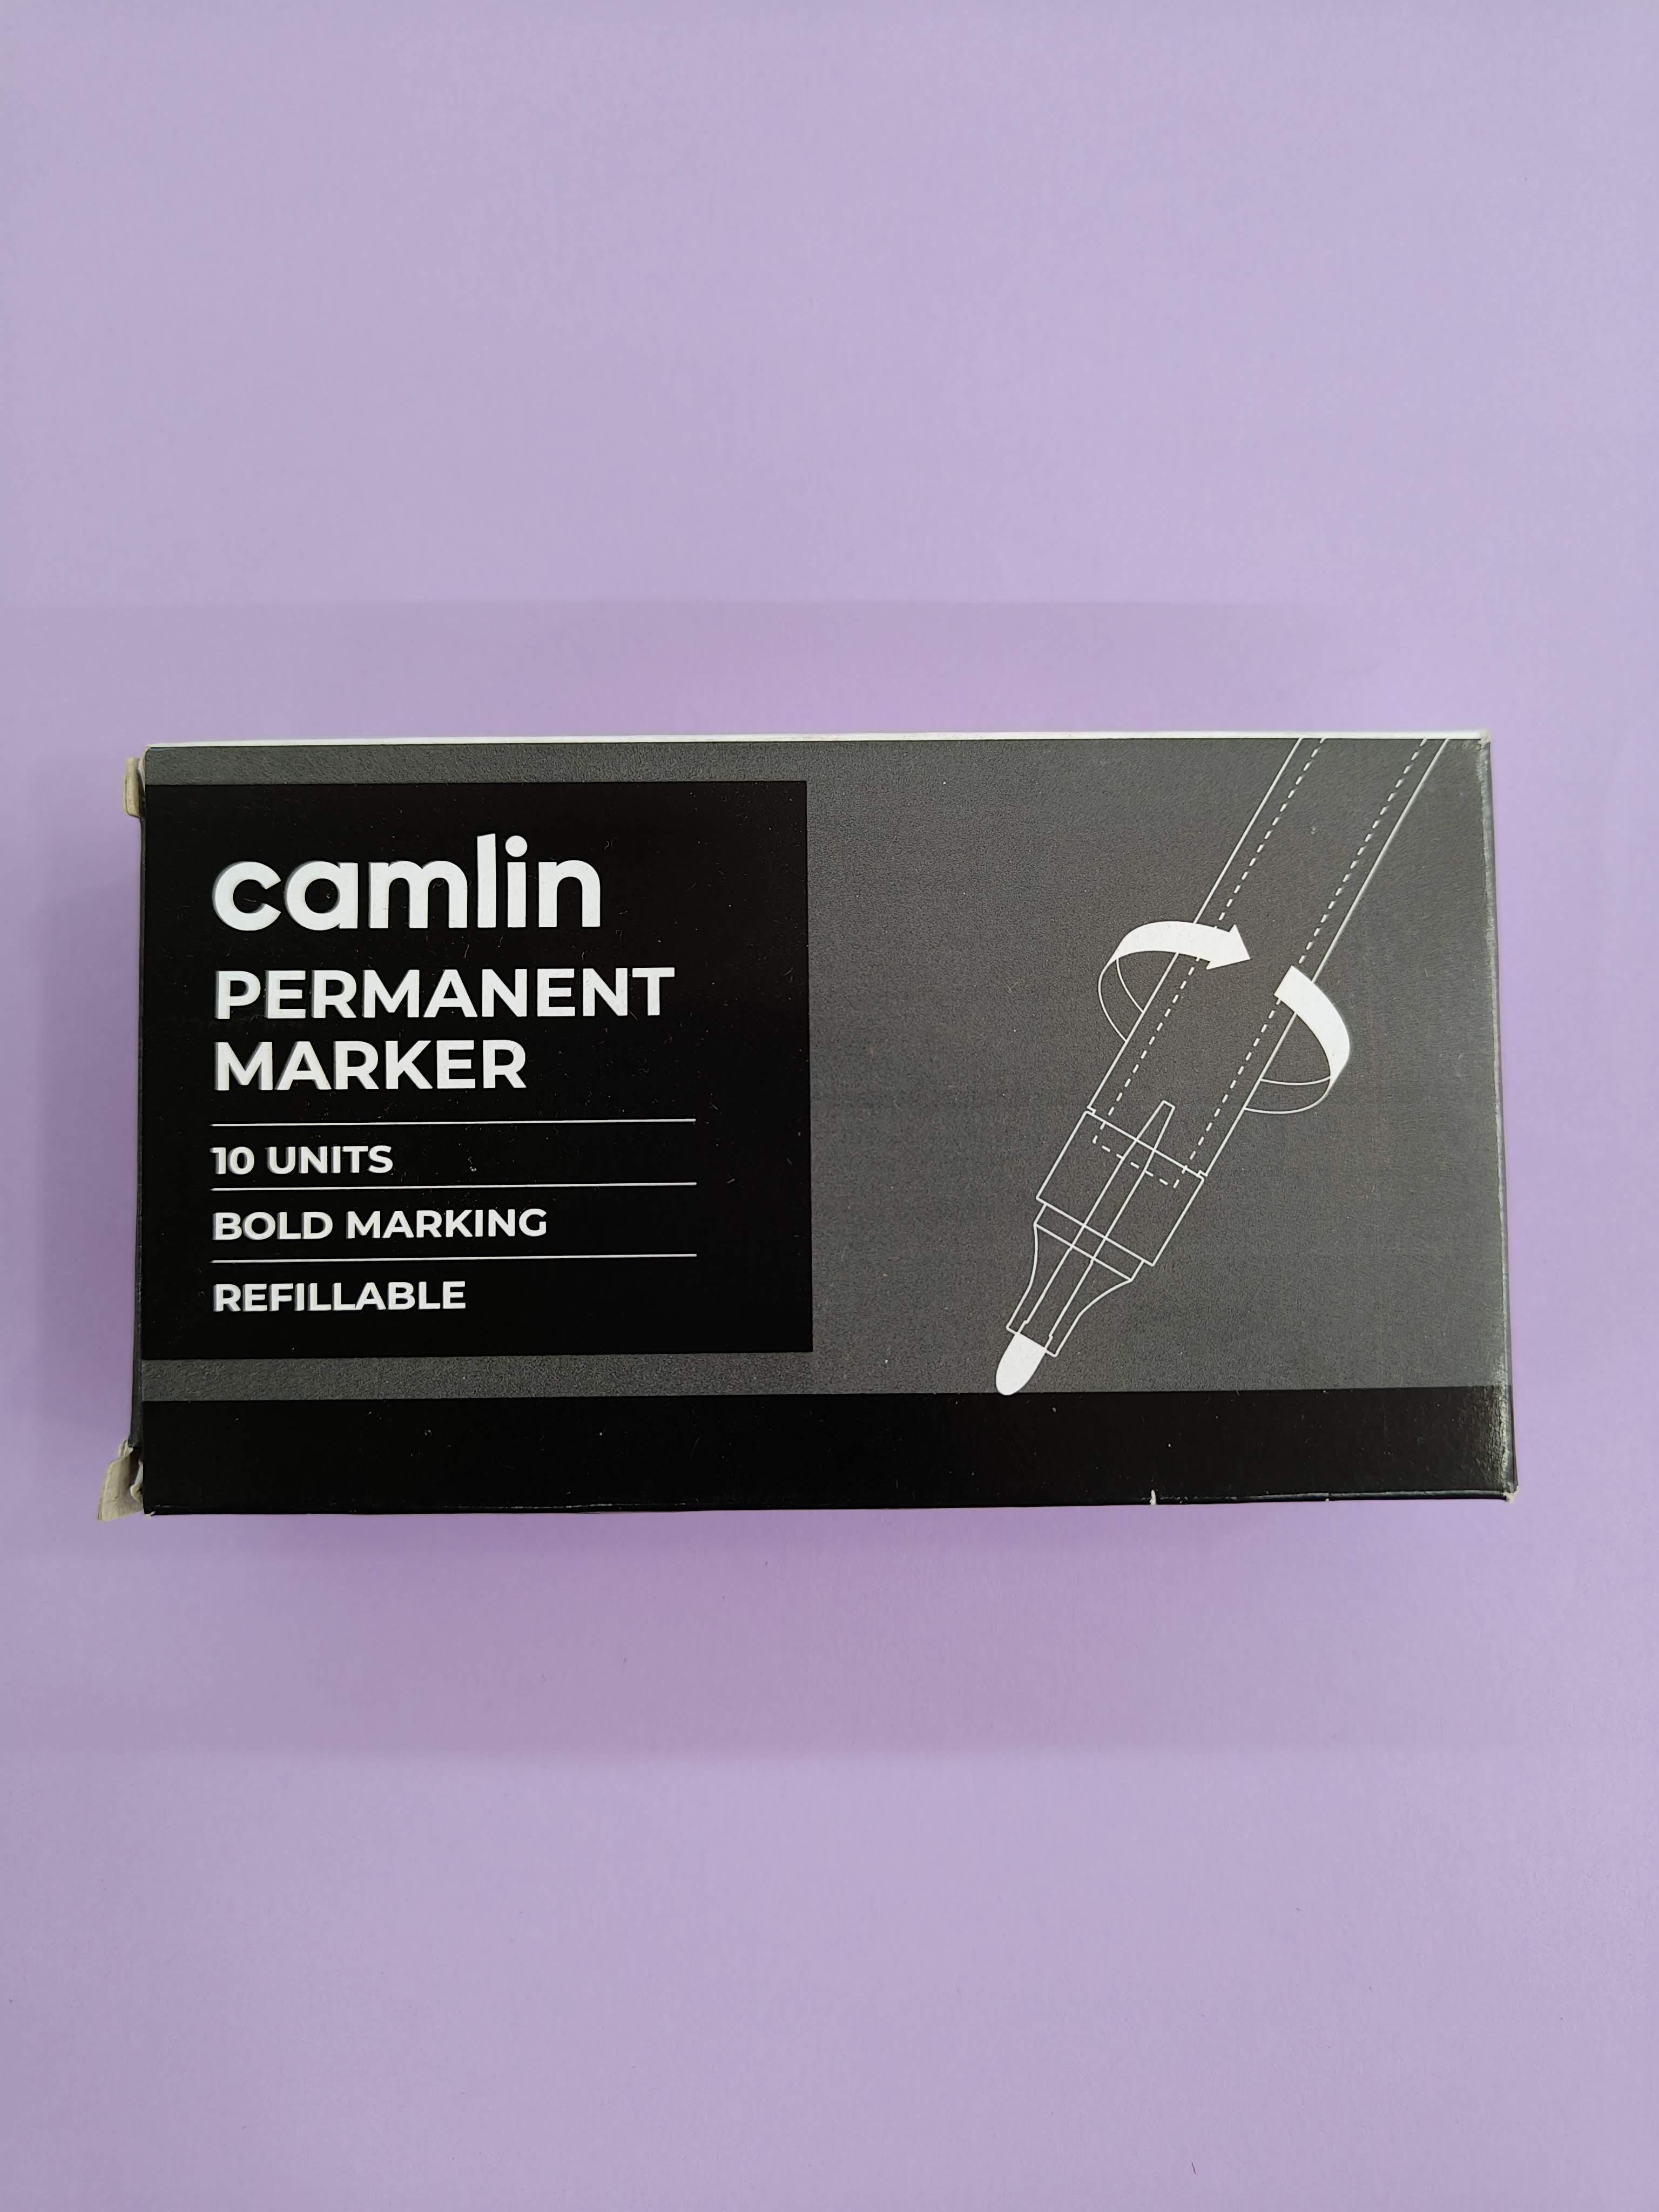 camlin
PERMANENT
MARKER
10 UNITS
BOLD MARKING
REFILLABLE